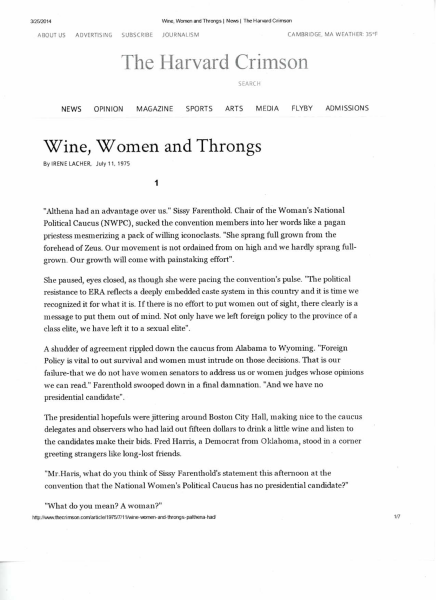 3/25/2014 Wine, Women and Throngs | News | The Harvard Crimson
ABOUT US ADVERTISING SUBSCRIBE JOURNALISM CAMBRIDGE, MA WEATHER: 35°F
The Harvard Crimson
SEARCH
NEWS OPINION MAGAZINE SPORTS ARTS MEDIA FLYBY ADMISSIONS
Wine, Women and Throngs
By IRENE LACHER, July 11, 1975
1
"Althena had an advantage over us." Sissy Farenthold. Chair of the Woman's National
Political Caucus (NWPC), sucked the convention members into her words like a pagan
priestess mesmerizing a pack of willing iconoclasts. "She sprang full grown from the
forehead of Zeus. Our movement is not ordained from on high and we hardly sprang full-
grown. Our growth will come with painstaking effort".
She paused, eyes closed, as though she were pacing the convention's pulse. "The political
resistance to ERA reflects a deeply embedded caste system in this country and it is time we
recognized it for what it is. If there is no effort to put women out of sight, there clearly is a
message to put them out of mind. Not only have we left foreign policy to the province of a
class elite, we have left it to a sexual elite".
A shudder of agreement rippled down the caucus from Alabama to Wyoming. "Foreign
Policy is vital to out survival and women must intrude on those decisions. That is our
failure-that we do not have women senators to address us or women judges whose opinions
we can read." Farenthold swooped down in a final damnation. "And we have no
presidential candidate".
The presidential hopefuls were jittering around Boston City Hall, making nice to the caucus
delegates and observers who had laid out fifteen dollars to drink a little wine and listen to
the candidates make their bids. Fred Harris, a Democrat from Oklahoma, stood in a corner
greeting strangers like long-lost friends.
"Mr.Haris, what do you think of Sissy Farenthold's statement this afternoon at the
convention that the National Women's Political Caucus has no presidential candidate?"
"What do you mean? A woman?"
http://www.thecrimson.com/article/1975/7/11/wine-women-and-throngs-palthena-had/ 1/7